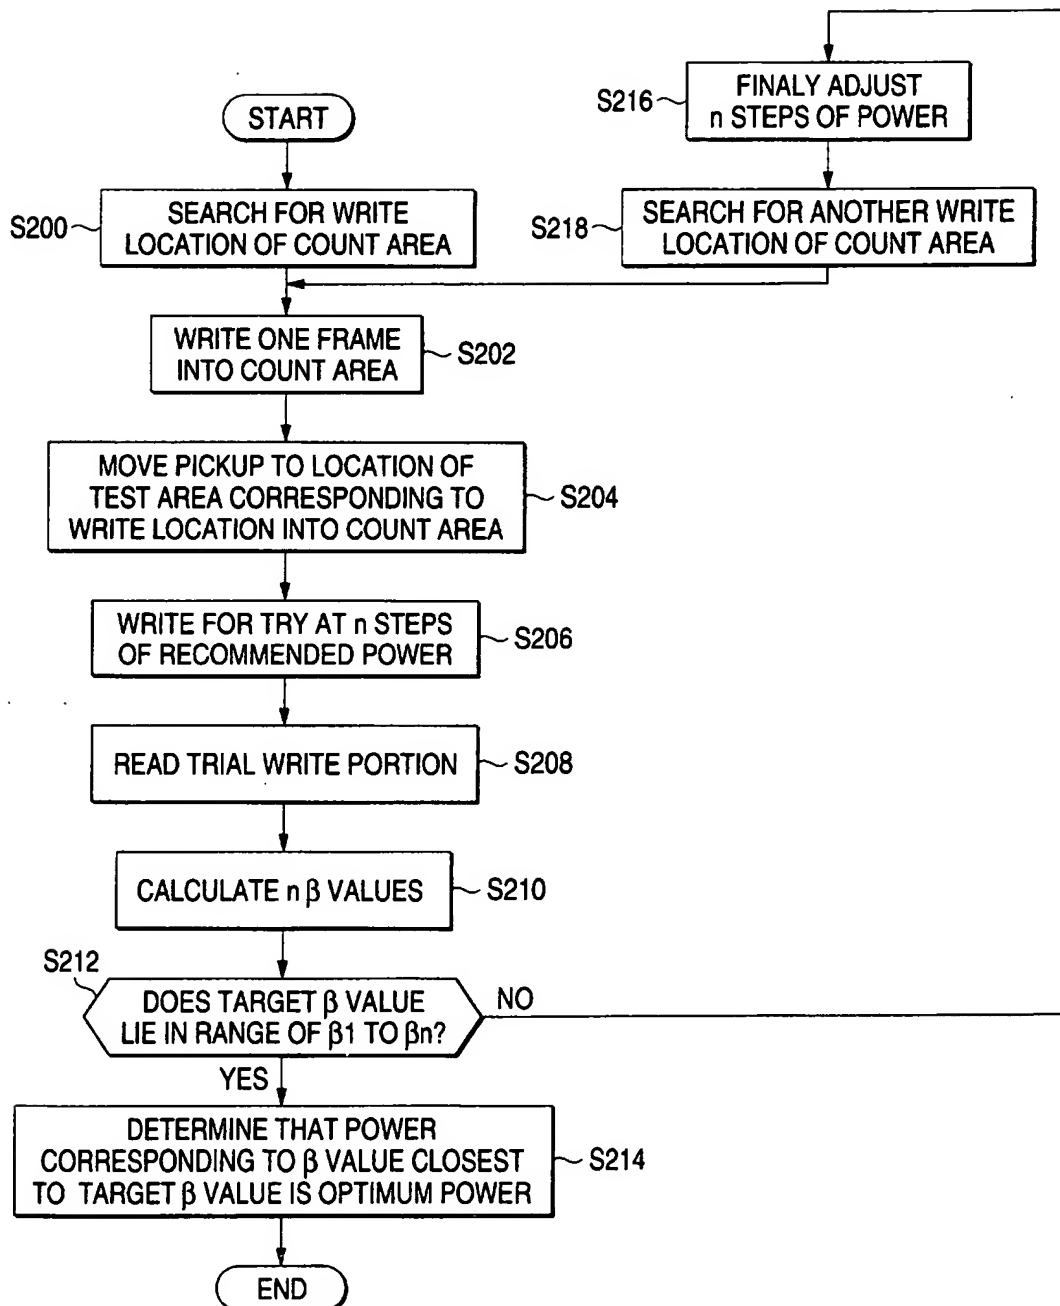 START
S200
SEARCH FOR WRITE
LOCATION OF COUNT AREA
WRITE ONE FRAME
INTO COUNT AREA
S202
MOVE PICKUP TO LOCATION OF
TEST AREA CORRESPONDING TO
WRITE LOCATION INTO COUNT AREA
S204
WRITE FOR TRY AT n STEPS
OF RECOMMENDED POWER
S206
READ TRIAL WRITE PORTION
S208
CALCULATE n β VALUES
S210
S212
DOES TARGET β VALUE
LIE IN RANGE OF β1 TO βn?
NO
YES
DETERMINE THAT POWER
CORRESPONDING TO β VALUE CLOSEST
TO TARGET β VALUE IS OPTIMUM POWER
S214
END
S216
FINALY ADJUST
n STEPS OF POWER
S218
SEARCH FOR ANOTHER WRITE
LOCATION OF COUNT AREA